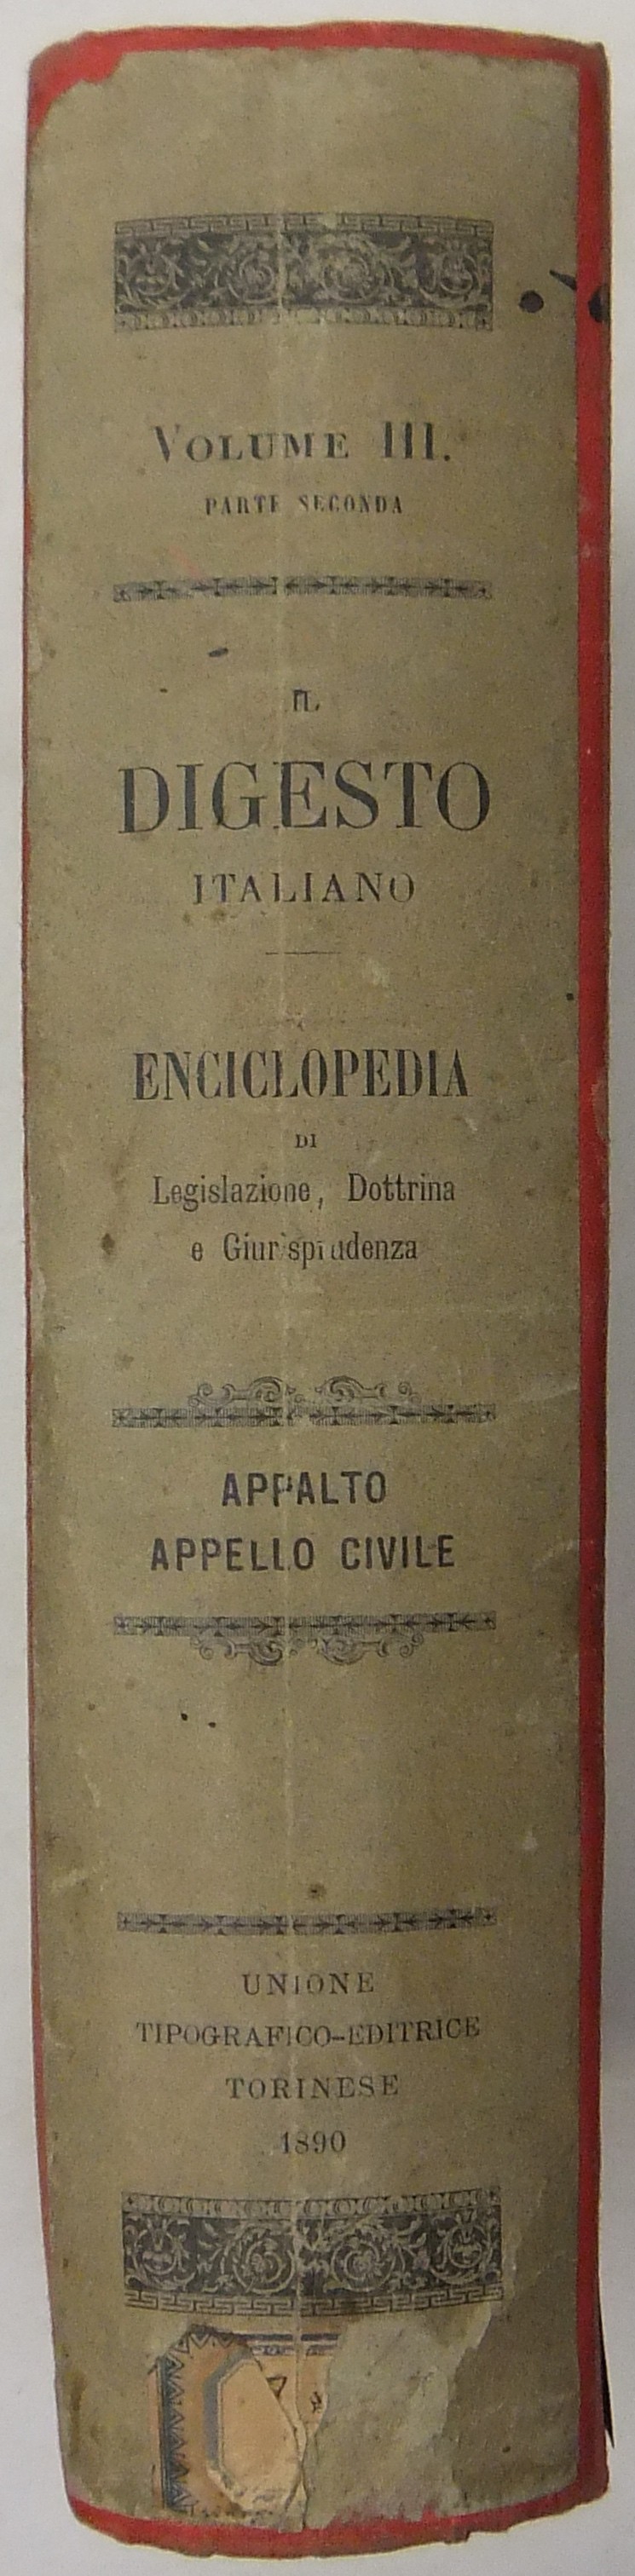 VOLUME III.
PARTE SECONDA
IL
DIGESTO
ITALIANO
ENCICLOPEDIA
DI
Legislazione, Dottrina
e Giurisprudenza
APPALTO
APPELLO CIVILE
UNIONE
TIPOGRAFICO-EDITRICE
TORINESE
1890